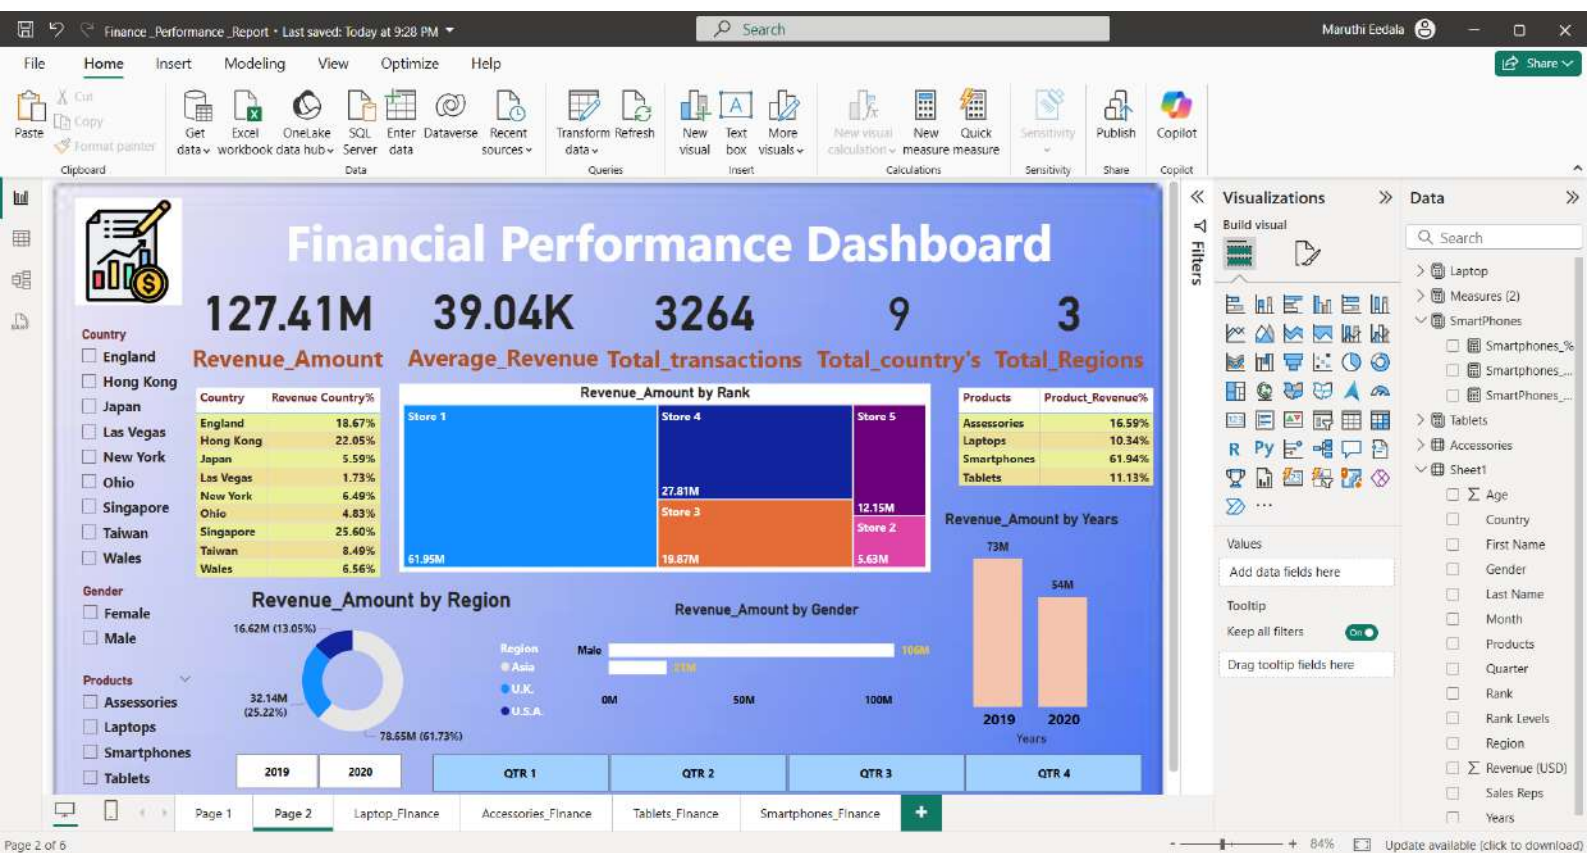 Finance_Performance_Report • Last saved: Today at 9:28 PM
Search
Maruthi Eedala
File Home Insert Modeling View Optimize Help
Share
Paste
Cut
Copy
Format painter
Get data
Excel workbook
OneLake data hub
SQL Server
Enter data
Dataverse
Recent sources
Transform data
Refresh
New visual
Text box
More visuals
New visual calculation
New measure
Quick measure
Sensitivity
Publish
Copilot
Clipboard Data Queries Insert Calculations Sensitivity Share Copilot
Financial Performance Dashboard
127.41M 39.04K 3264 9 3
Revenue_Amount Average_Revenue Total_transactions Total_country's Total_Regions
Country
England
Hong Kong
Japan
Las Vegas
New York
Ohio
Singapore
Taiwan
Wales
Gender
Female
Male
Products
Assessories
Laptops
Smartphones
Tablets
Country Revenue Country%
England 18.67%
Hong Kong 22.05%
Japan 5.59%
Las Vegas 1.73%
New York 6.49%
Ohio 4.83%
Singapore 25.60%
Taiwan 8.49%
Wales 6.56%
Revenue_Amount by Rank
Store 1
61.95M
Store 4
27.81M
Store 3
19.87M
Store 5
12.15M
Store 2
5.63M
Products Product_Revenue%
Assessories 16.59%
Laptops 10.34%
Smartphones 61.94%
Tablets 11.13%
Revenue_Amount by Years
73M
54M
2019 2020
Years
Revenue_Amount by Region
16.62M (13.05%)
32.14M
(25.22%)
78.65M (61.73%)
Region
Asia
U.K.
U.S.A.
Revenue_Amount by Gender
Male
106M
21M
0M 50M 100M
2019 2020
QTR 1 QTR 2 QTR 3 QTR 4
Filters
Visualizations
Build visual
R Py
123
Values
Add data fields here
Tooltip
Keep all filters
On
Drag tooltip fields here
Data
Search
Laptop
Measures (2)
SmartPhones
Smartphones_%
Smartphones_...
SmartPhones_...
Tablets
Accessories
Sheet1
Age
Country
First Name
Gender
Last Name
Month
Products
Quarter
Rank
Rank Levels
Region
Revenue (USD)
Sales Reps
Years
Page 1 Page 2 Laptop_FInance Accessories_FInance Tablets_FInance Smartphones_FInance
Page 2 of 6
84%
Update available (click to download)